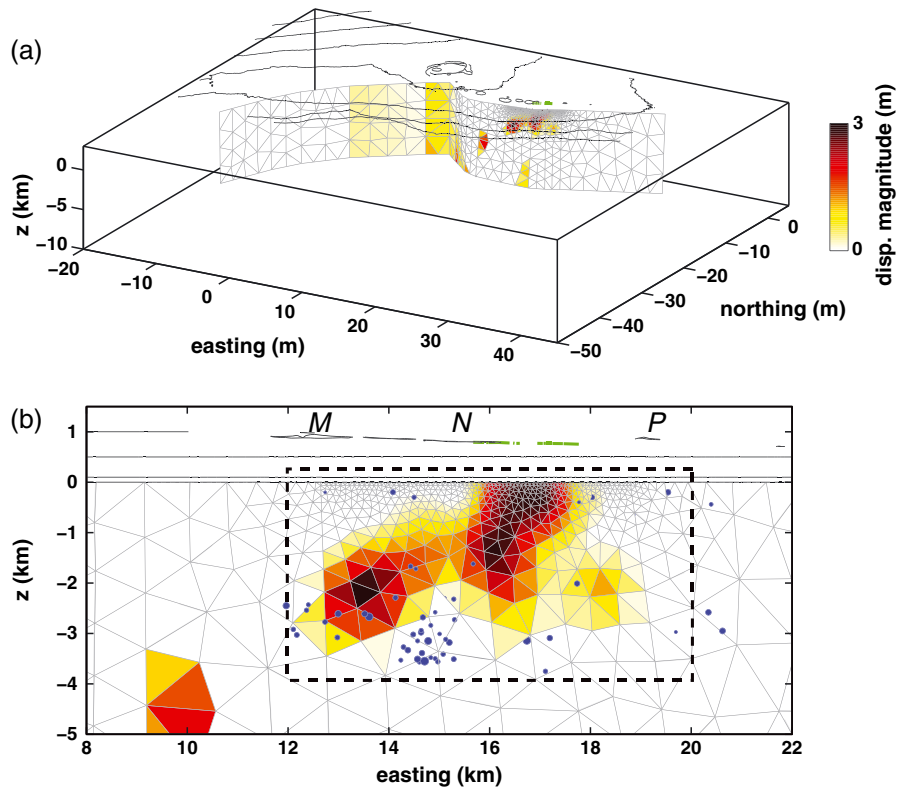 (a)
z (km)
0
−5
−10
−20
−10
0
10
20
30
40
easting (m)
−50
−40
−30
−20
−10
0
northing (m)
3
0
disp. magnitude (m)
(b)
M N P
1
0
−1
−2
−3
−4
−5
z (km)
8 10 12 14 16 18 20 22
easting (km)